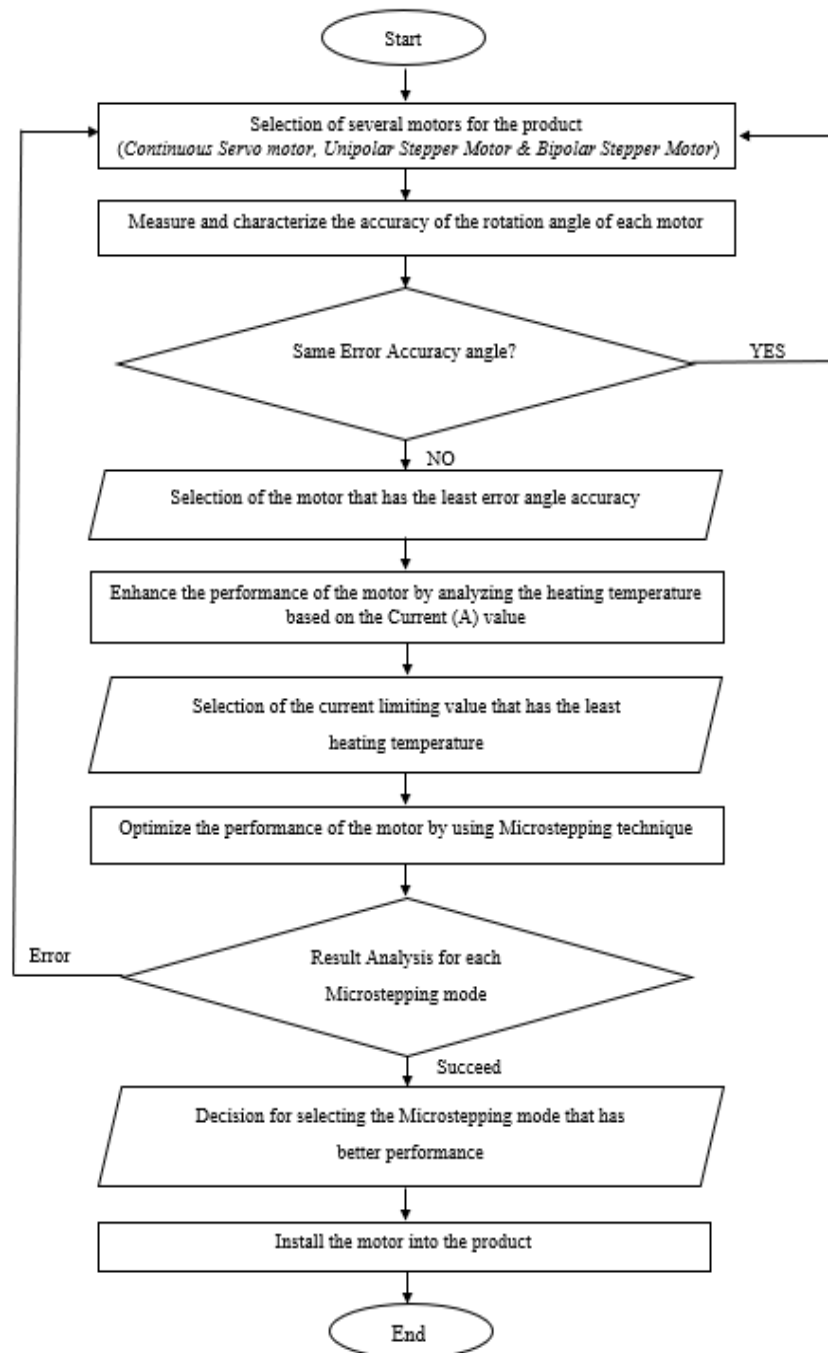 Start
Selection of several motors for the product
(Continuous Servo motor, Unipolar Stepper Motor & Bipolar Stepper Motor)
Measure and characterize the accuracy of the rotation angle of each motor
Same Error Accuracy angle?
YES
NO
Selection of the motor that has the least error angle accuracy
Enhance the performance of the motor by analyzing the heating temperature
based on the Current (A) value
Selection of the current limiting value that has the least
heating temperature
Optimize the performance of the motor by using Microstepping technique
Error
Result Analysis for each
Microstepping mode
Succeed
Decision for selecting the Microstepping mode that has
better performance
Install the motor into the product
End